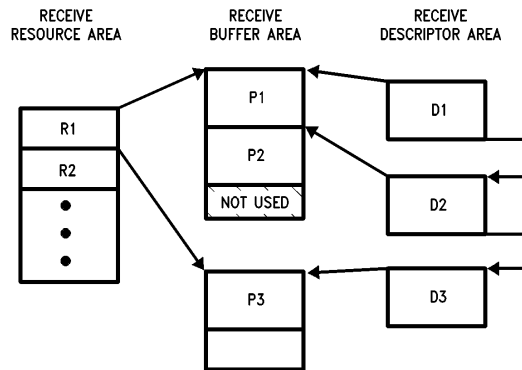 RECEIVE
RESOURCE AREA
RECEIVE
BUFFER AREA
RECEIVE
DESCRIPTOR AREA
R1
R2
P1
P2
NOT USED
P3
D1
D2
D3